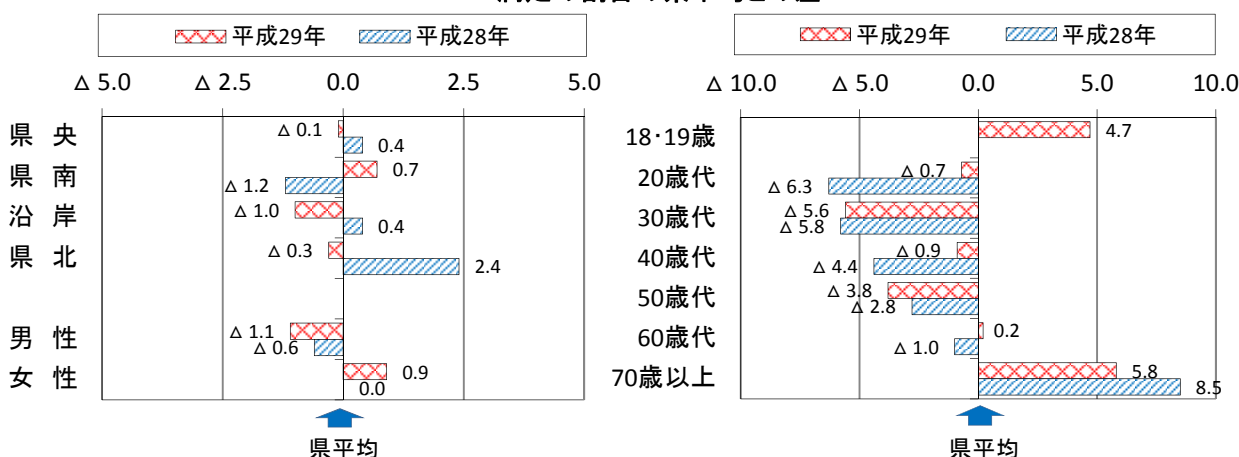 平成29年 平成28年
△ 5.0 △ 2.5 0.0 2.5 5.0
県 央 △ 0.1 0.4
県 南 0.7 △ 1.2
沿 岸 △ 1.0 0.4
県 北 △ 0.3 2.4
男 性 △ 1.1 △ 0.6
女 性 0.9 0.0
県平均
平成29年 平成28年
△ 10.0 △ 5.0 0.0 5.0 10.0
18・19歳 4.7
20歳代 △ 0.7 △ 6.3
30歳代 △ 5.6 △ 5.8
40歳代 △ 0.9 △ 4.4
50歳代 △ 3.8 △ 2.8
60歳代 0.2 △ 1.0
70歳以上 5.8 8.5
県平均